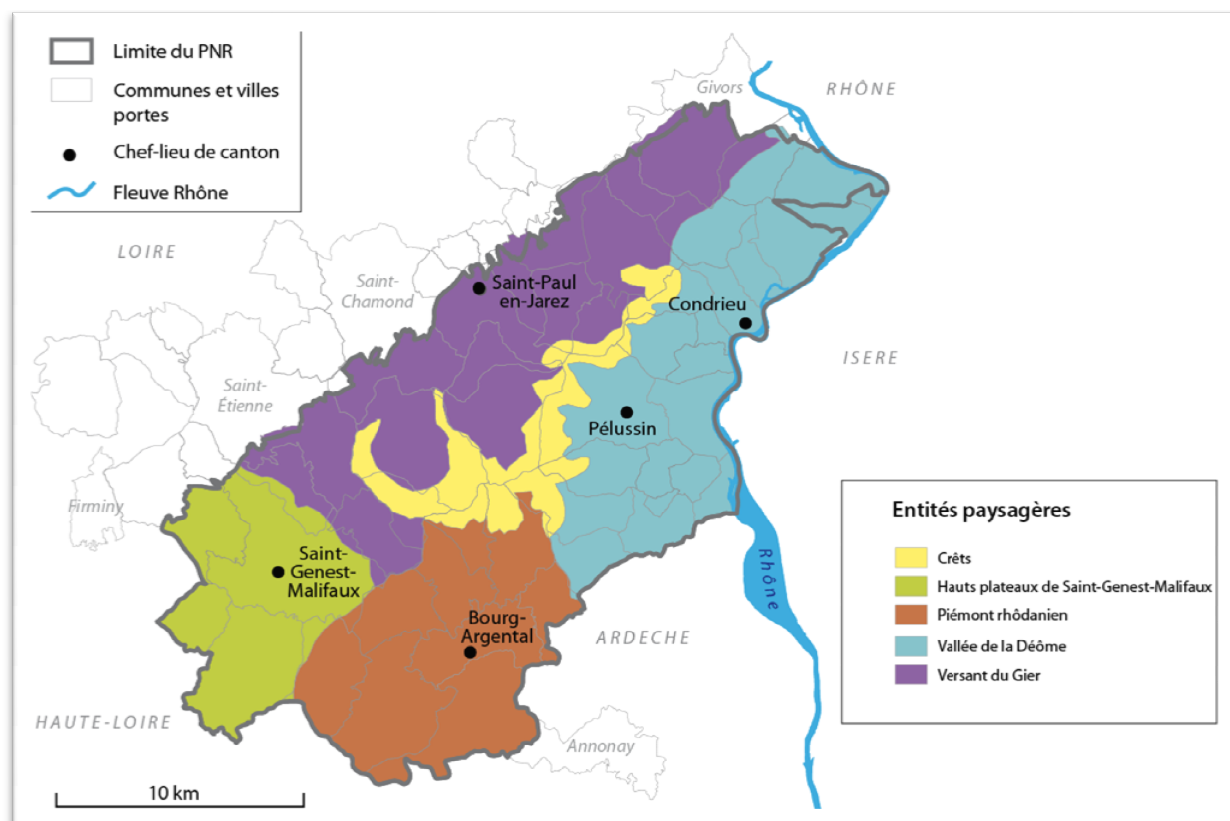 Limite du PNR
Communes et villes
portes
Chef-lieu de canton
Fleuve Rhône
Givors
RHÔNE
LOIRE
Saint-
Chamond
Saint-Paul
en-Jarez
Condrieu
ISERE
Saint-
Étienne
Pélussin
Firminy
Saint-
Genest-
Malifaux
Rhône
Bourg-
Argental
ARDECHE
HAUTE-LOIRE
Annonay
10 km
Entités paysagères
Crêts
Hauts plateaux de Saint-Genest-Malifaux
Piémont rhôdanien
Vallée de la Déôme
Versant du Gier